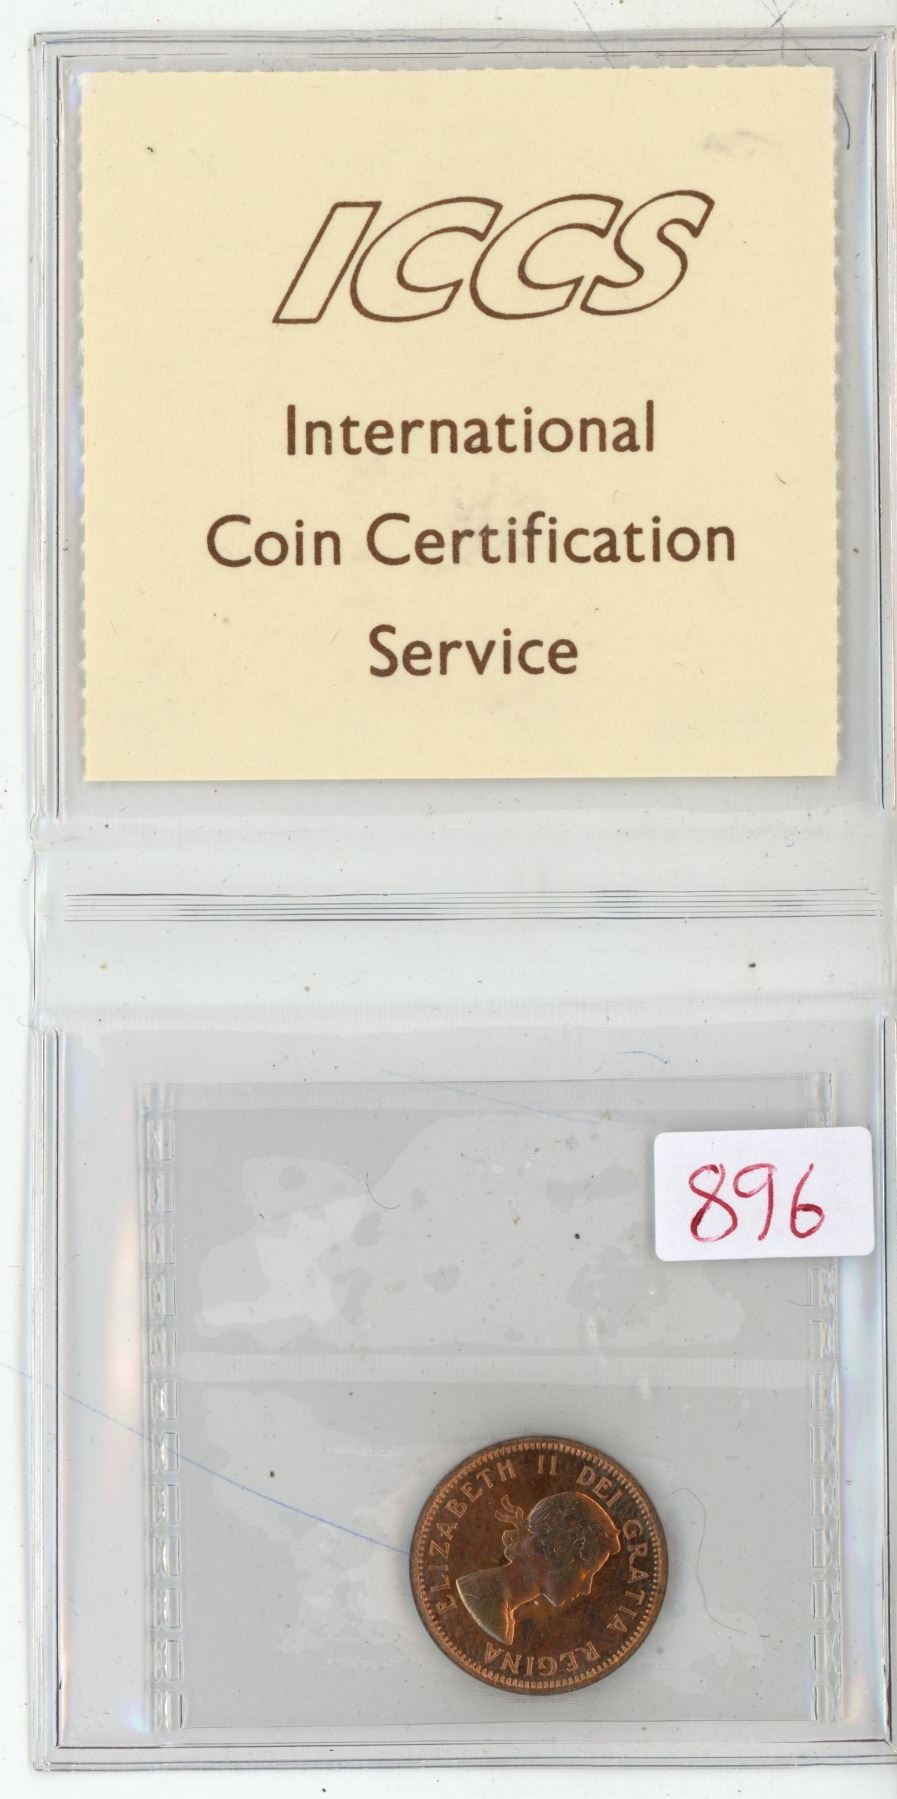 ICCS
International
Coin Certification
Service
896
ELIZABETH II DEI GRATIA REGINA